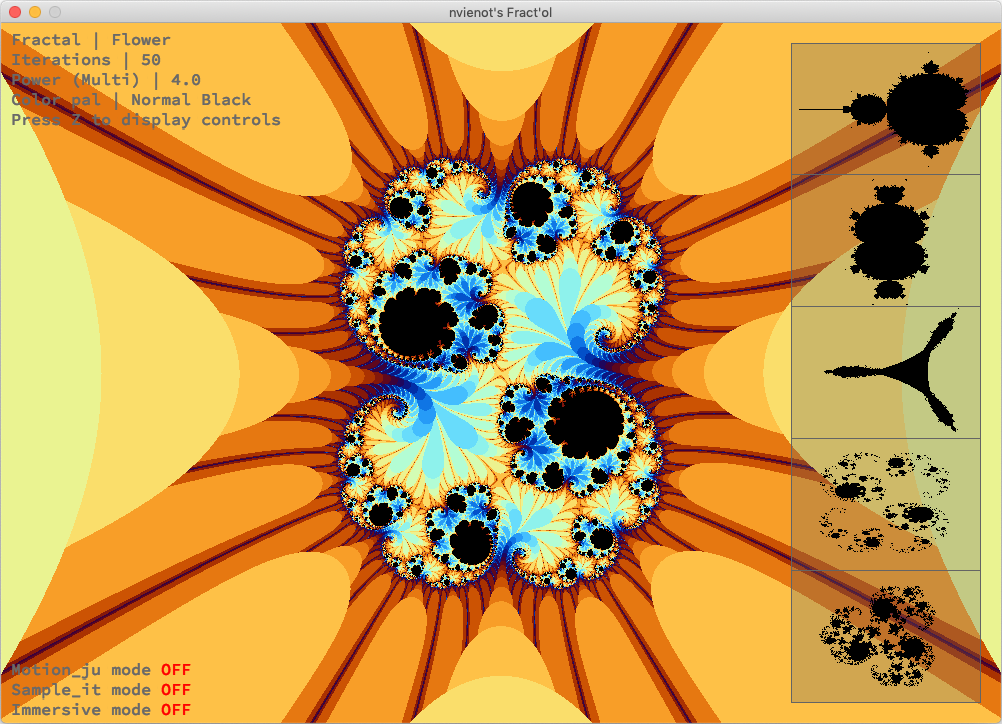 nvienot's Fract'ol
Fractal | Flower
Iterations | 50
Power (Multi) | 4.0
Color pal | Normal Black
Press Z to display controls
Motion_ju mode OFF
Sample_it mode OFF
Immersive mode OFF